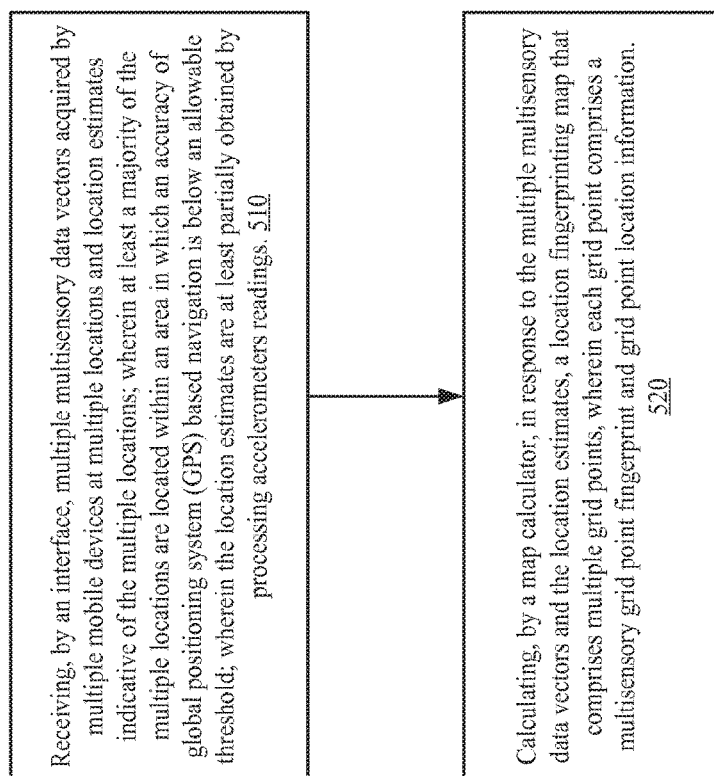 Receiving, by an interface, multiple multisensory data vectors acquired by
multiple mobile devices at multiple locations and location estimates
indicative of the multiple locations; wherein at least a majority of the
multiple locations are located within an area in which an accuracy of
global positioning system (GPS) based navigation is below an allowable
threshold; wherein the location estimates are at least partially obtained by
processing accelerometers readings. 510
Calculating, by a map calculator, in response to the multiple multisensory
data vectors and the location estimates, a location fingerprinting map that
comprises multiple grid points, wherein each grid point comprises a
multisensory grid point fingerprint and grid point location information.
520